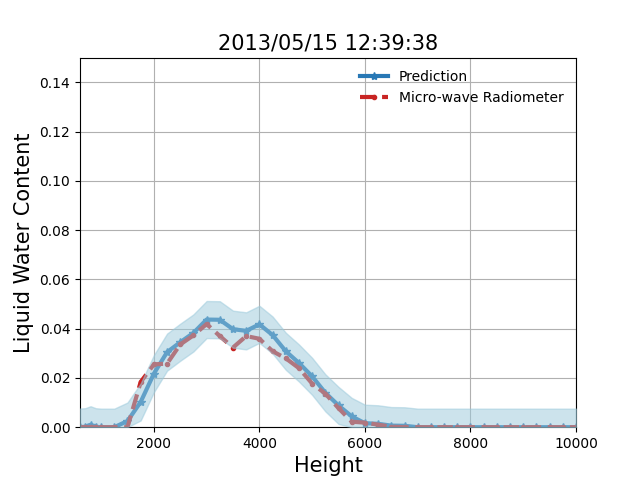 2013/05/15 12:39:38
Prediction
Micro-wave Radiometer
Liquid Water Content
0.14
0.12
0.10
0.08
0.06
0.04
0.02
0.00
2000 4000 6000 8000 10000
Height